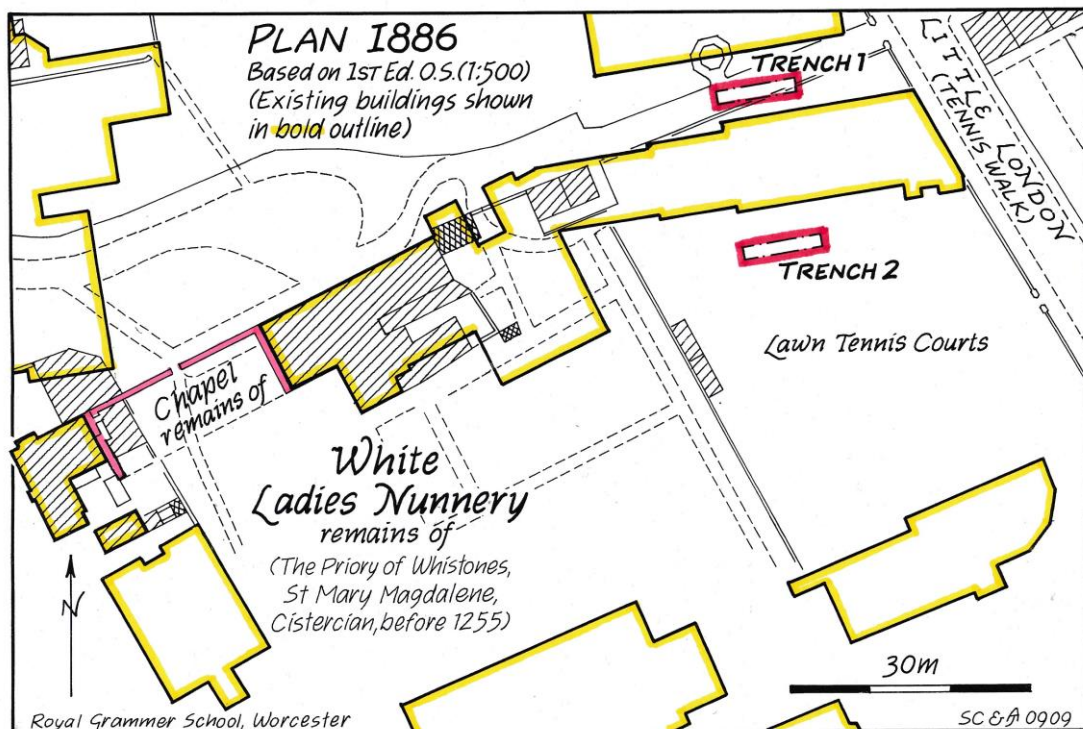 PLAN 1886
Based on 1ST Ed. O.S.(1:500)
(Existing buildings shown
in bold outline)
TRENCH 1
LITTLE LONDON
(TENNIS WALK)
TRENCH 2
Lawn Tennis Courts
Chapel
remains of
White
Ladies Nunnery
remains of
(The Priory of Whistones,
St Mary Magdalene,
Cistercian, before 1255)
N
30m
Royal Grammer School, Worcester
SC & 0909